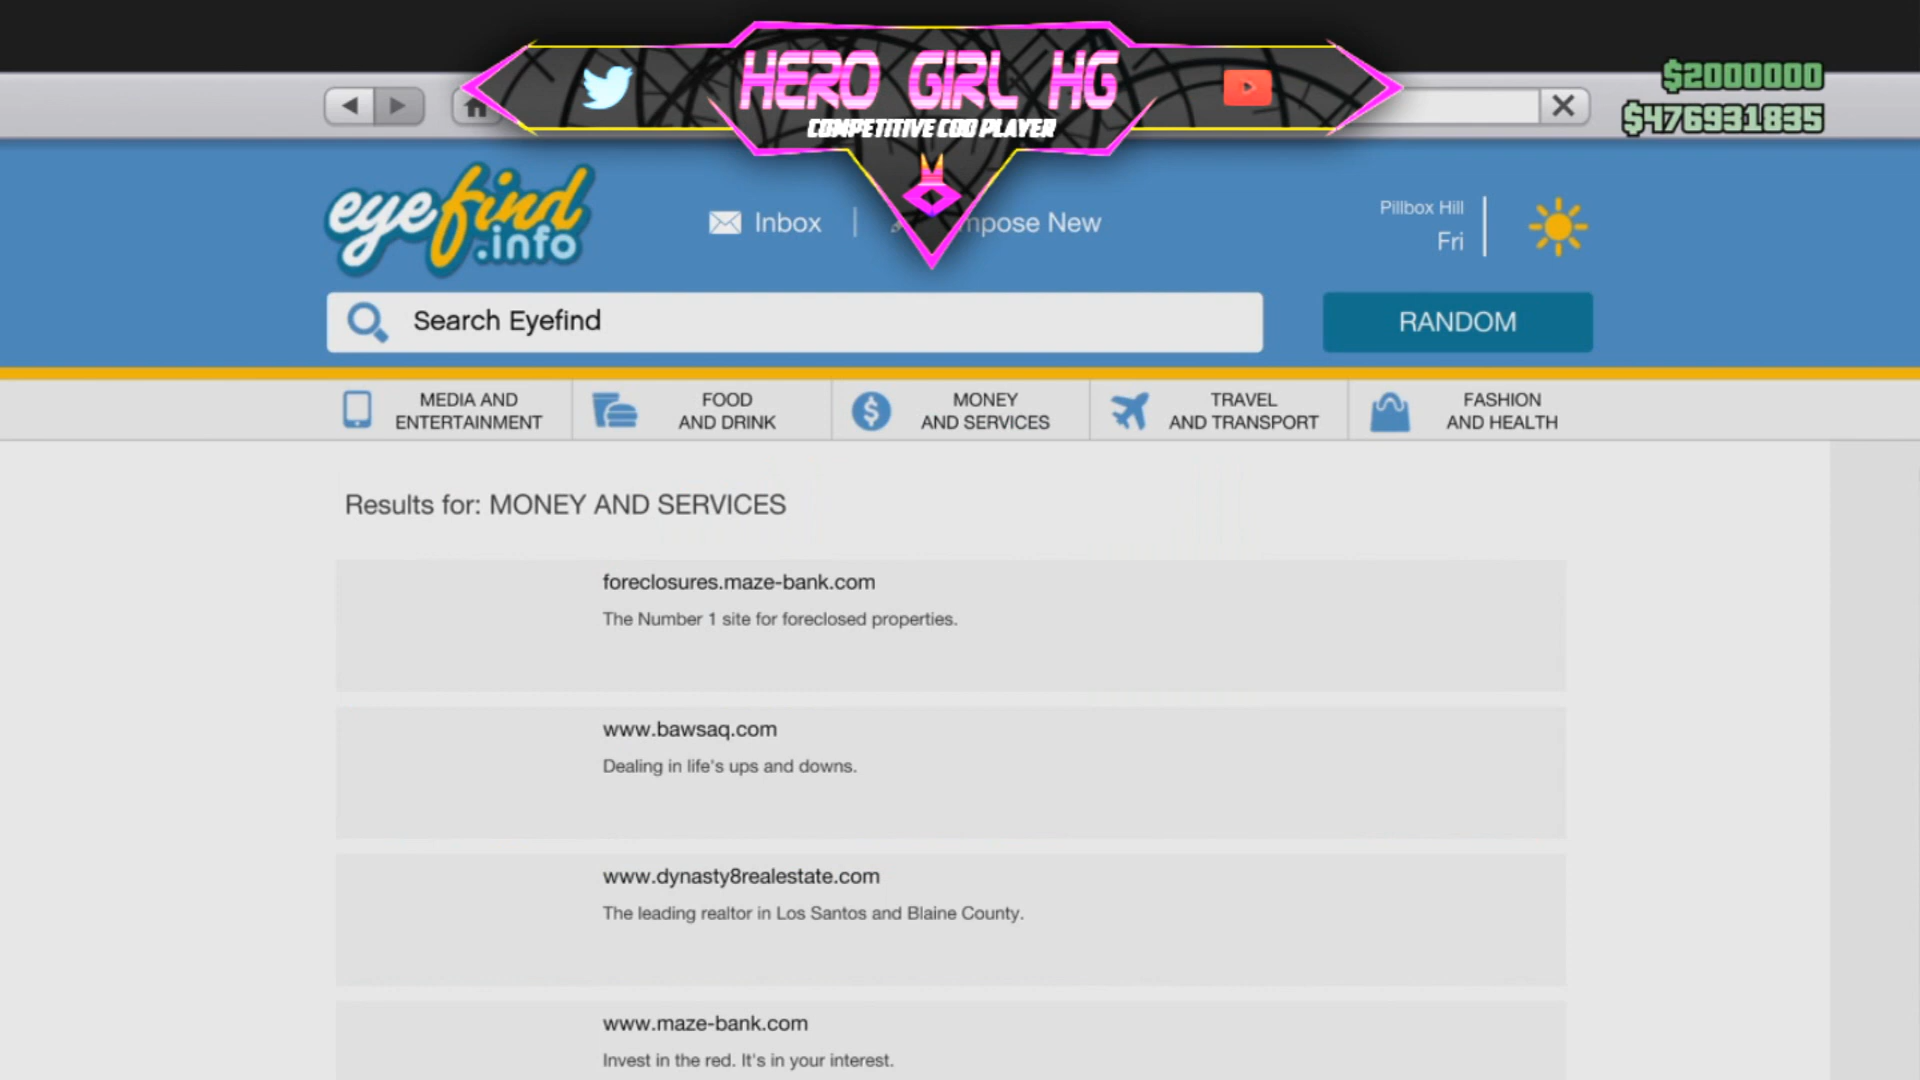 HERO GIRL HG
COMPETITIVE COD PLAYER
$2000000
$476931835
eyefind
.info
Inbox
mpose New
Pillbox Hill
Fri
Search Eyefind
RANDOM
MEDIA AND
ENTERTAINMENT
FOOD
AND DRINK
MONEY
AND SERVICES
TRAVEL
AND TRANSPORT
FASHION
AND HEALTH
Results for: MONEY AND SERVICES
foreclosures.maze-bank.com
The Number 1 site for foreclosed properties.
www.bawsaq.com
Dealing in life's ups and downs.
www.dynasty8realestate.com
The leading realtor in Los Santos and Blaine County.
www.maze-bank.com
Invest in the red. It's in your interest.